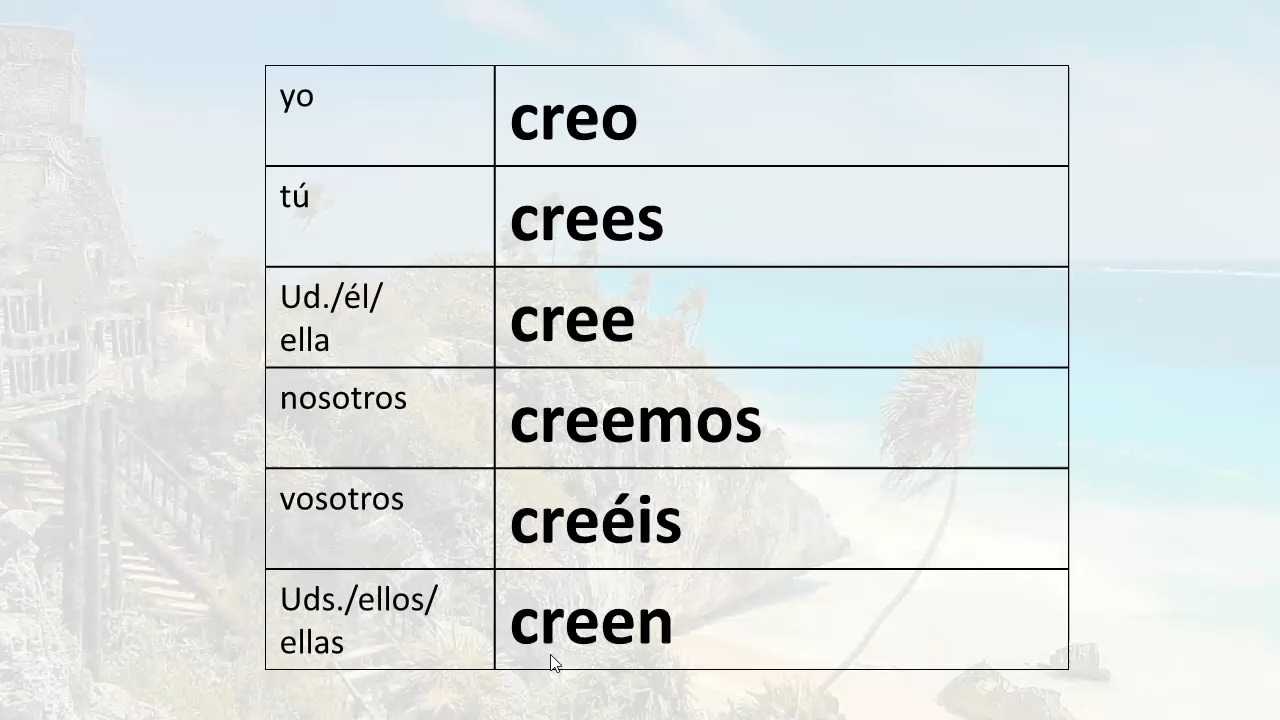 yo
creo
tú
crees
Ud./él/
ella
cree
nosotros
creemos
vosotros
creéis
Uds./ellos/
ellas
creen